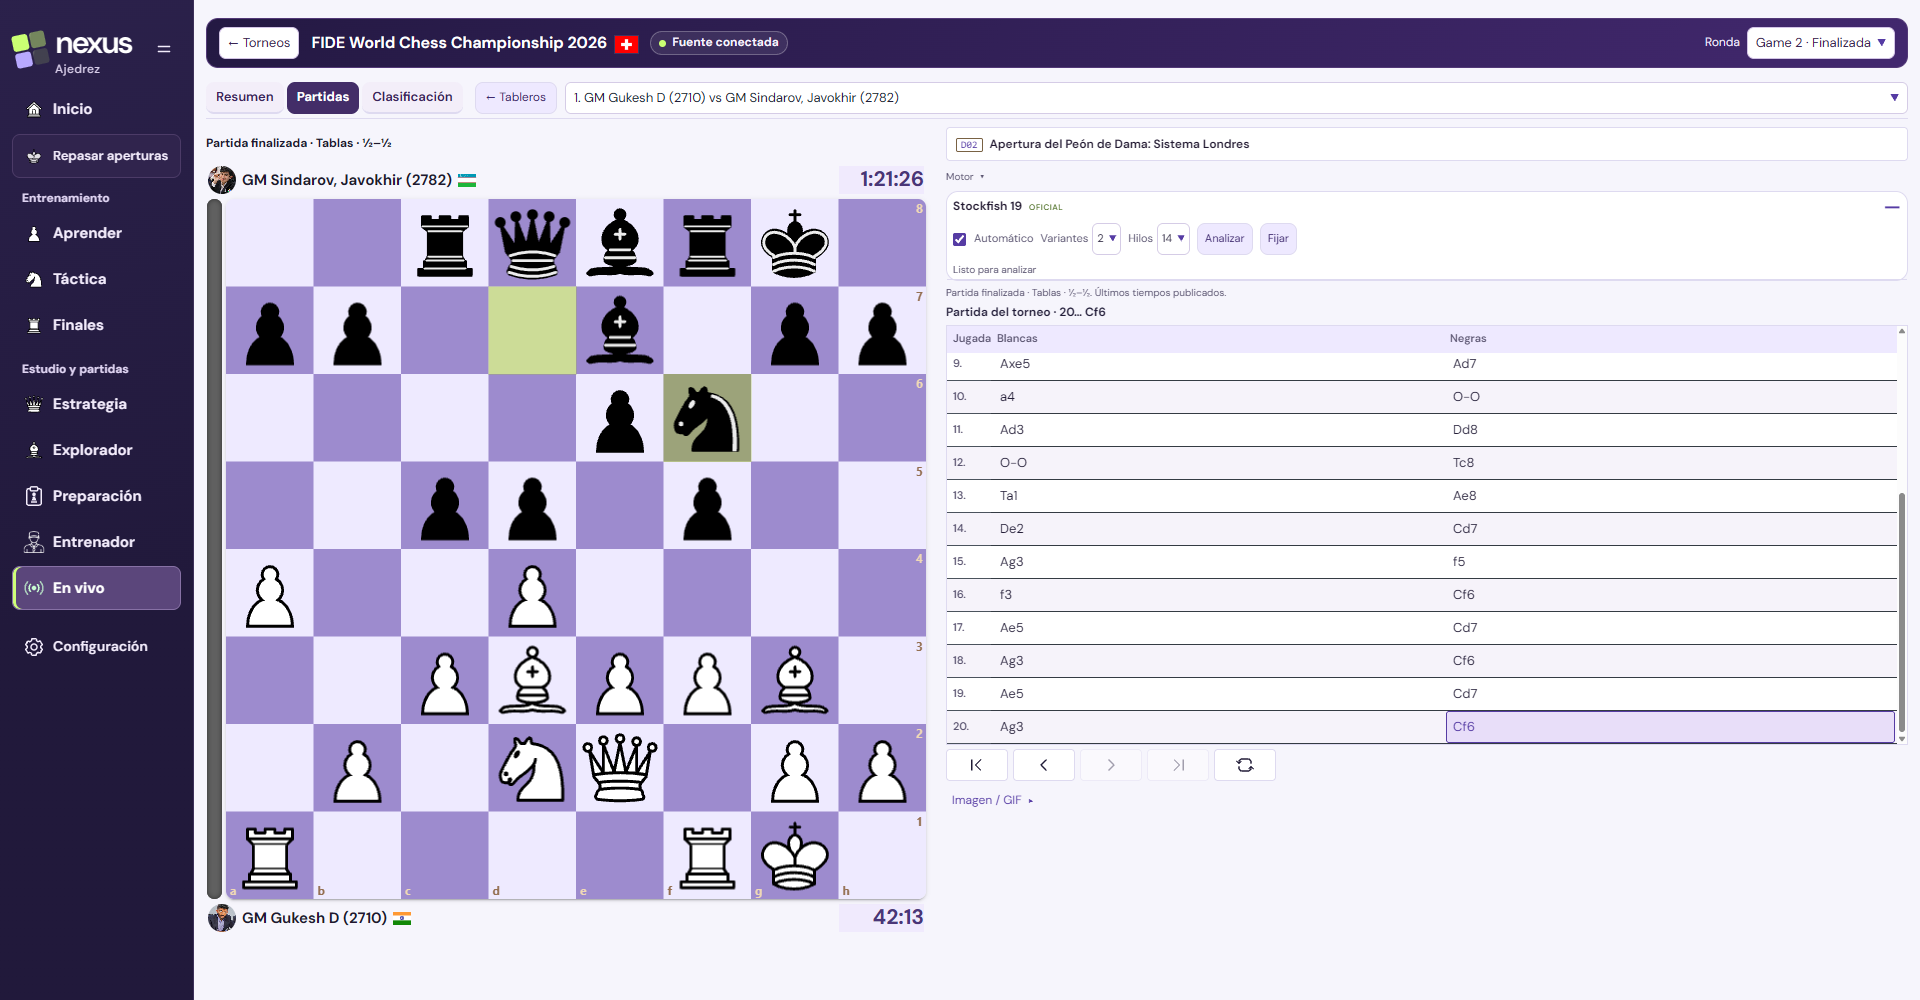 nexus
Ajedrez
Inicio
Repasar aperturas
Entrenamiento
Aprender
Táctica
Finales
Estudio y partidas
Estrategia
Explorador
Preparación
Entrenador
En vivo
Configuración
← Torneos
FIDE World Chess Championship 2026
Fuente conectada
Ronda
Game 2 · Finalizada
Resumen
Partidas
Clasificación
← Tableros
1. GM Gukesh D (2710) vs GM Sindarov, Javokhir (2782)
Partida finalizada · Tablas · ½–½
GM Sindarov, Javokhir (2782)
1:21:26
8
7
6
5
4
3
2
1
a b c d e f g h
GM Gukesh D (2710)
42:13
D02 Apertura del Peón de Dama: Sistema Londres
Motor
Stockfish 19 OFICIAL
Automático Variantes 2 Hilos 14 Analizar Fijar
Listo para analizar
Partida finalizada · Tablas · ½–½. Últimos tiempos publicados.
Partida del torneo · 20… Cf6
Jugada Blancas Negras
9. Axe5 Ad7
10. a4 O-O
11. Ad3 Dd8
12. O-O Tc8
13. Ta1 Ae8
14. De2 Cd7
15. Ag3 f5
16. f3 Cf6
17. Ae5 Cd7
18. Ag3 Cf6
19. Ae5 Cd7
20. Ag3 Cf6
Imagen / GIF